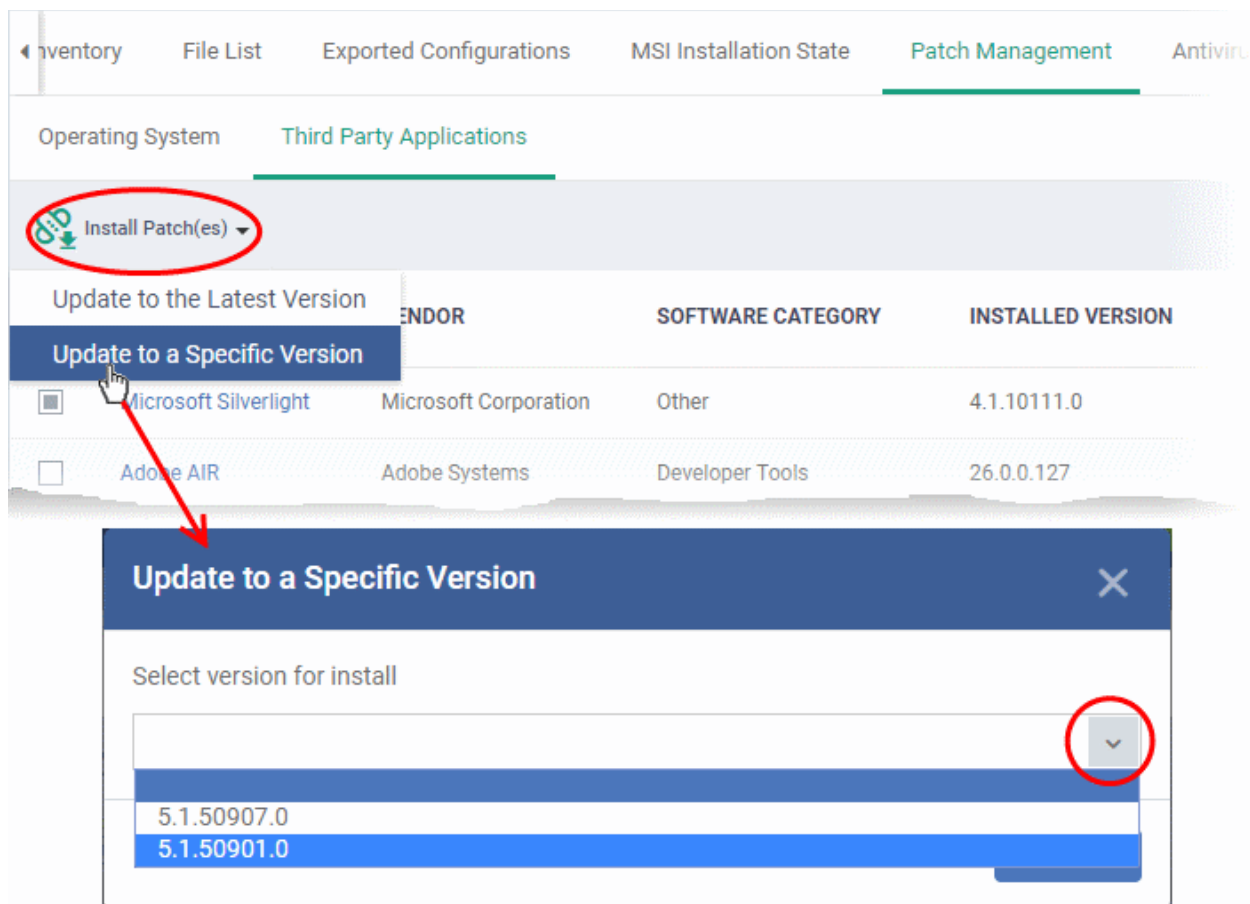 File List Exported Configurations MSI Installation State Patch Management
Operating System Third Party Applications
Install Patch(es)
Update to the Latest Version
SOFTWARE CATEGORY INSTALLED VERSION
Update to a Specific Version
Microsoft Silverlight Microsoft Corporation Other 4.1.10111.0
Adobe AIR Adobe Systems Developer Tools 26.0.0.127
Update to a Specific Version
Select version for install
5.1.50907.0
5.1.50901.0